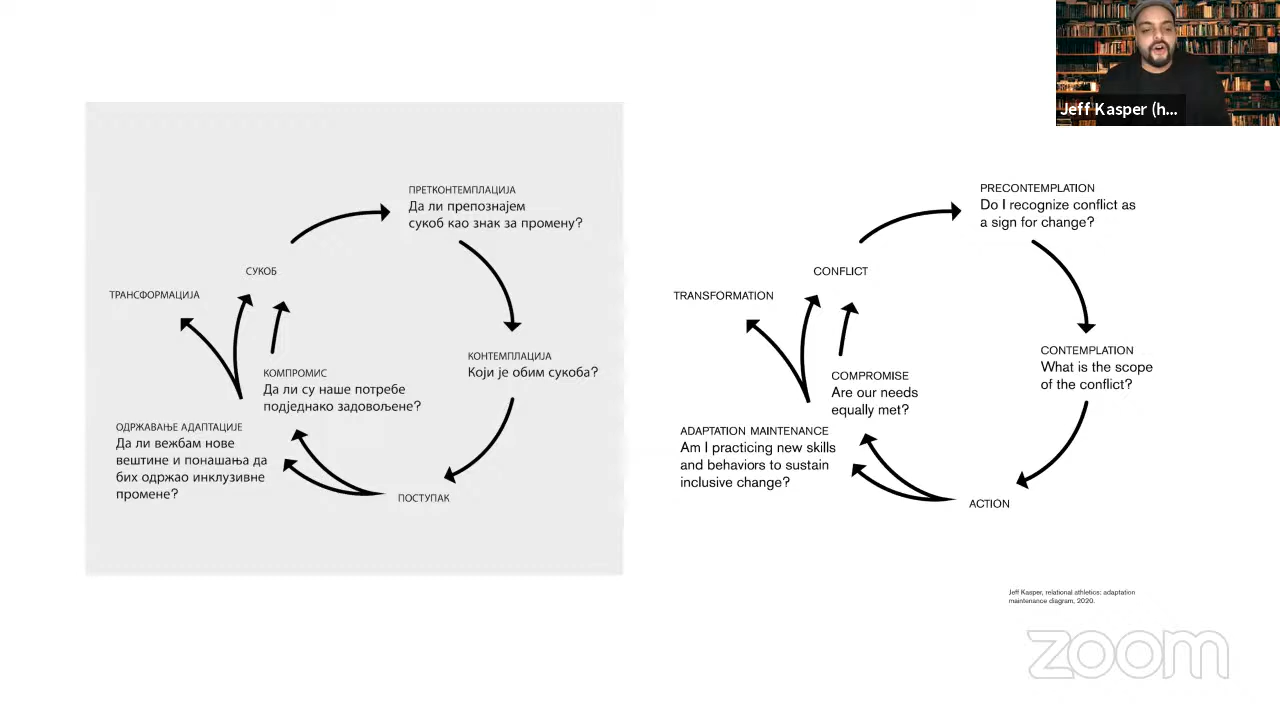 Jeff Kasper (h...
ПРЕТКОНТЕМПЛАЦИЈА
Да ли препознајем
сукоб као знак за промену?
СУКОБ
ТРАНСФОРМАЦИЈА
КОНТЕМПЛАЦИЈА
Који је обим сукоба?
КОМПРОМИС
Да ли су наше потребе
подједнако задовољене?
ОДРЖАВАЊЕ АДАПТАЦИЈЕ
Да ли вежбам нове
вештине и понашања да
бих одржао инклузивне
промене?
ПОСТУПАК
PRECONTEMPLATION
Do I recognize conflict as
a sign for change?
CONFLICT
TRANSFORMATION
CONTEMPLATION
What is the scope
of the conflict?
COMPROMISE
Are our needs
equally met?
ADAPTATION MAINTENANCE
Am I practicing new skills
and behaviors to sustain
inclusive change?
ACTION
Jeff Kasper, relational athletics: adaptation
maintenance diagram, 2020.
zoom